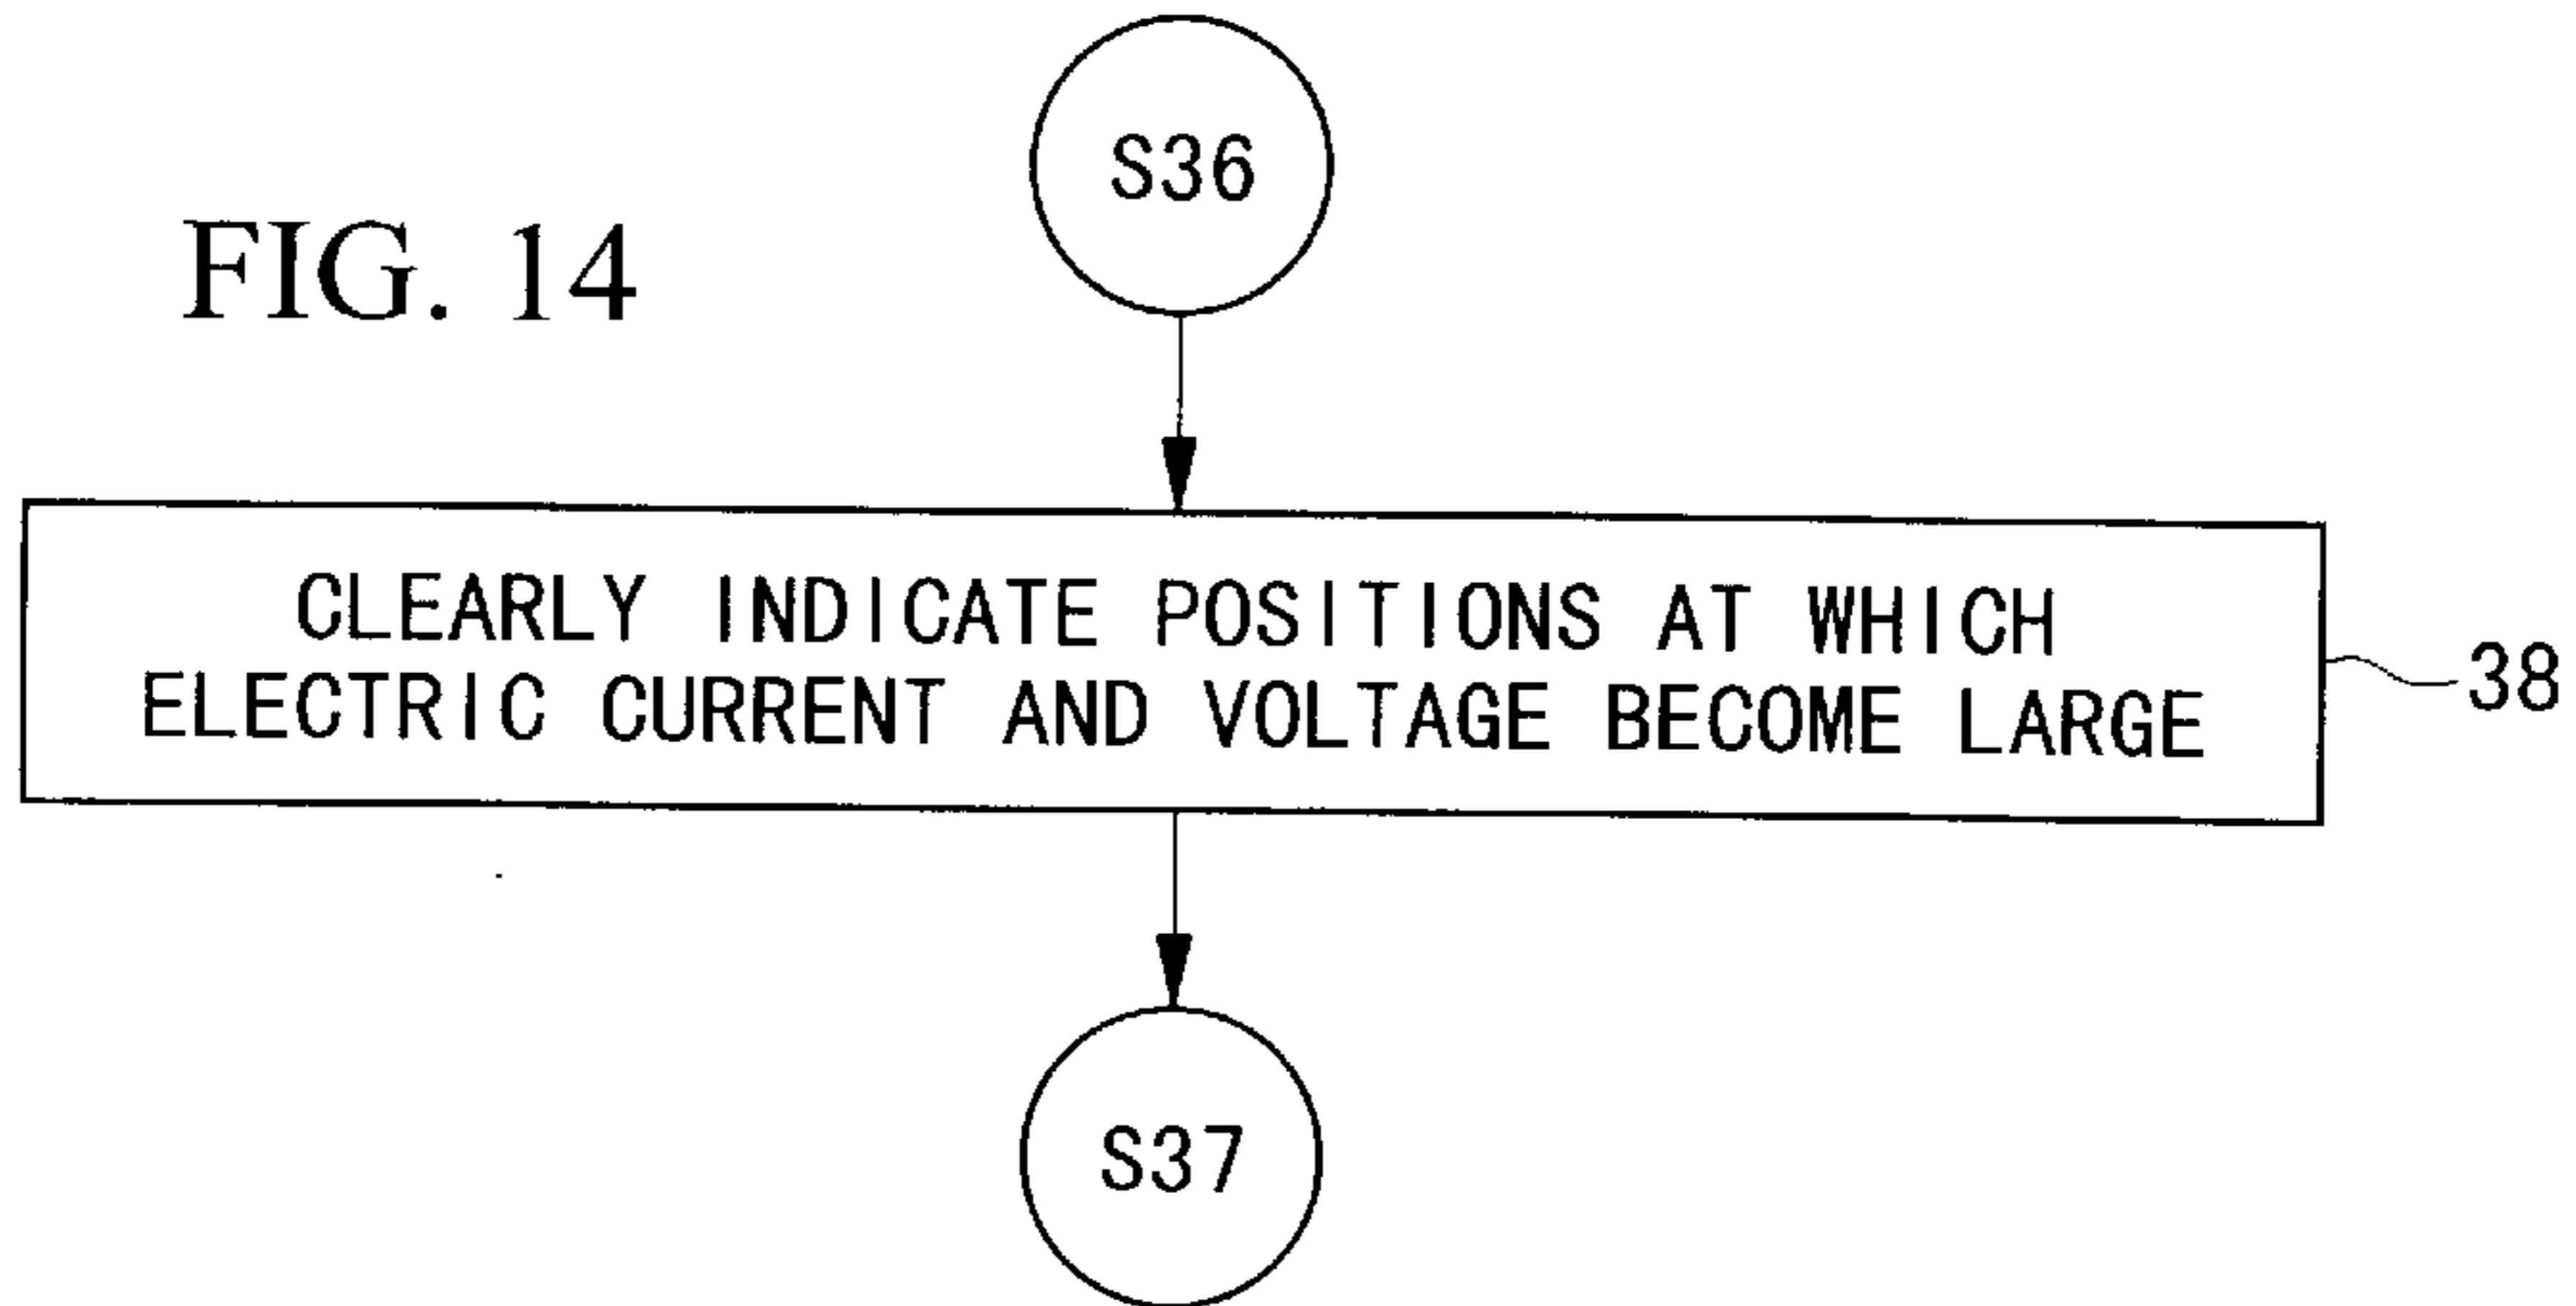 S36
FIG. 14
CLEARLY INDICATE POSITIONS AT WHICH
ELECTRIC CURRENT AND VOLTAGE BECOME LARGE
38
S37